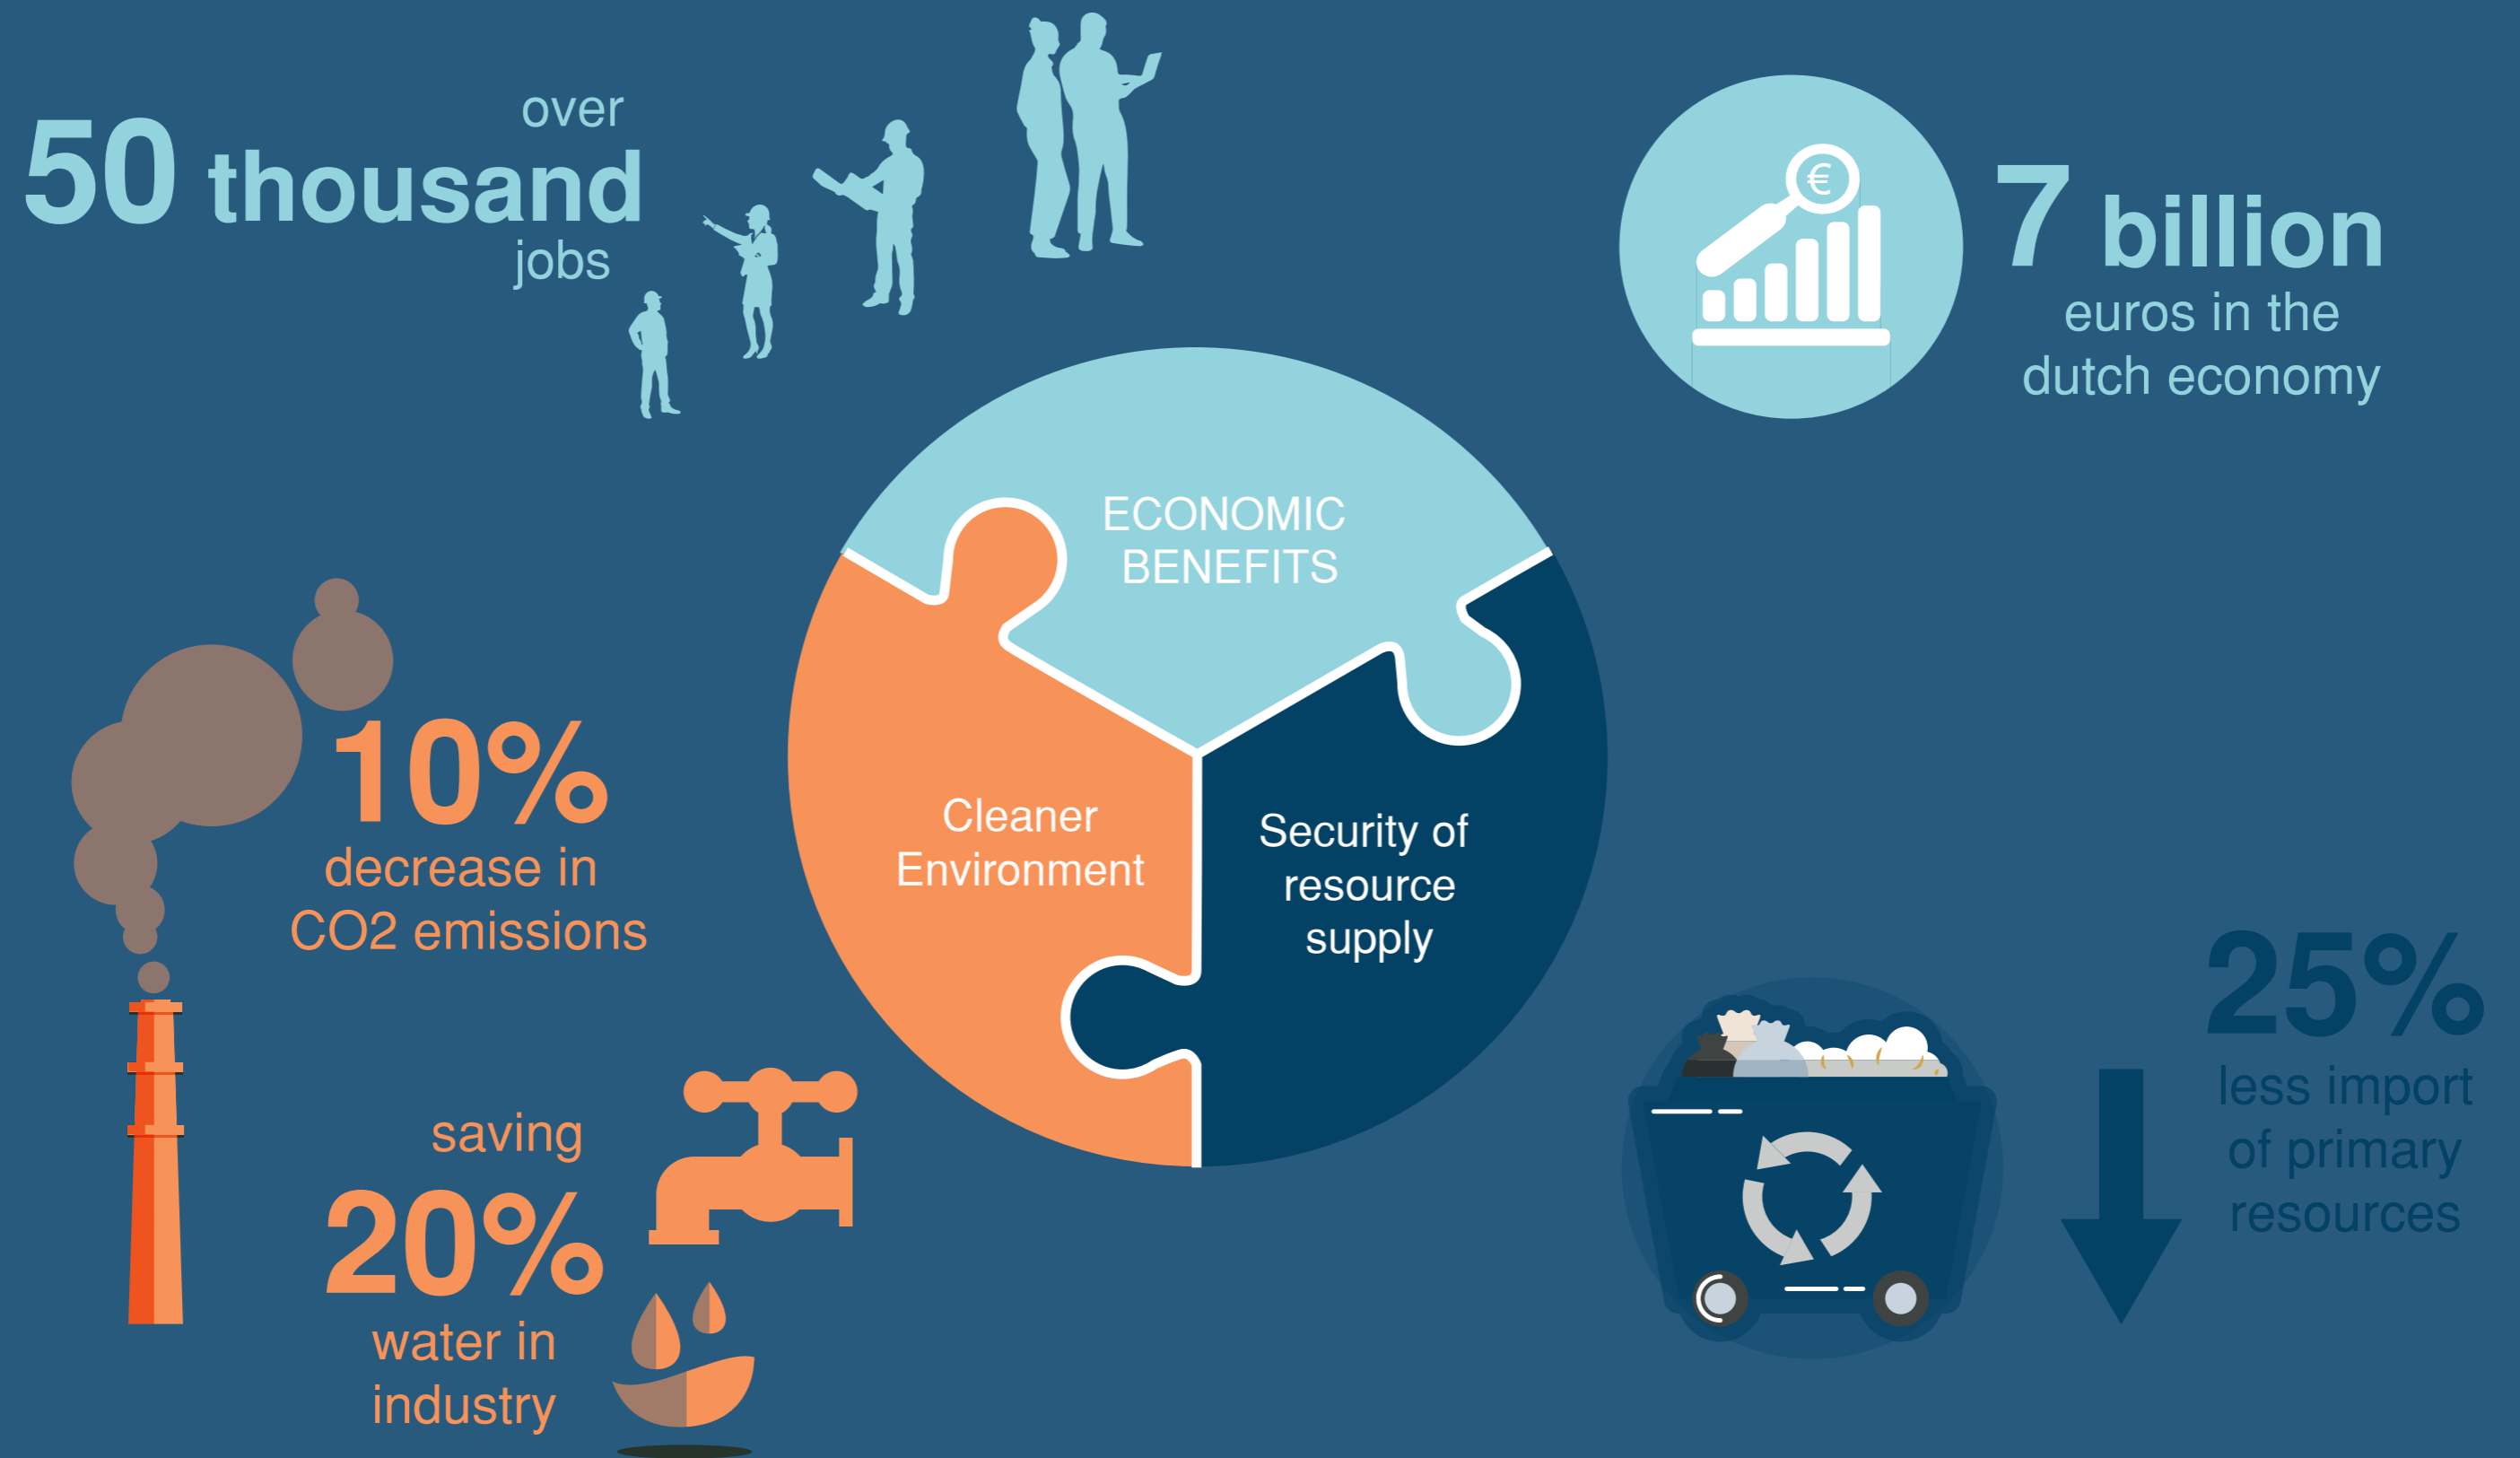 over
50 thousand
jobs
€
7 billion
euros in the
dutch economy
ECONOMIC
BENEFITS
10%
decrease in
CO2 emissions
Cleaner
Environment
Security of
resource
supply
saving
20%
water in
industry
25%
less import
of primary
resources